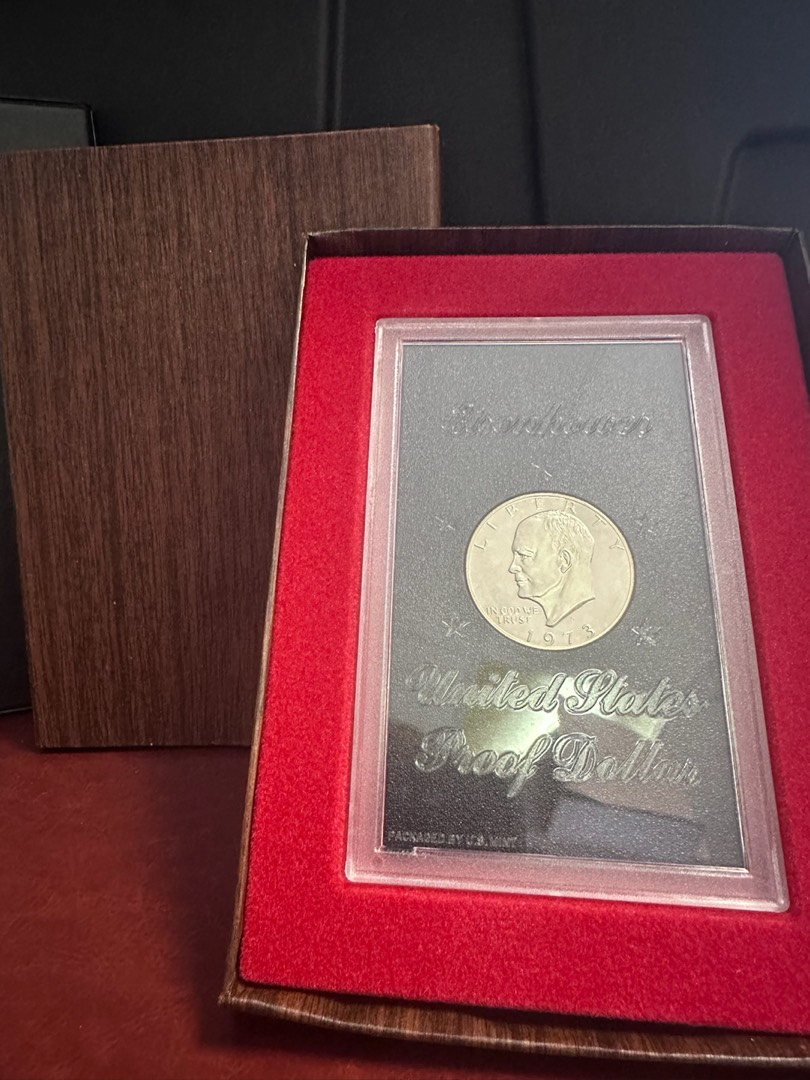 Eisenhower
LIBERTY
IN GOD WE
TRUST
1973
United States
Proof Dollar
PACKAGED BY U.S. MINT